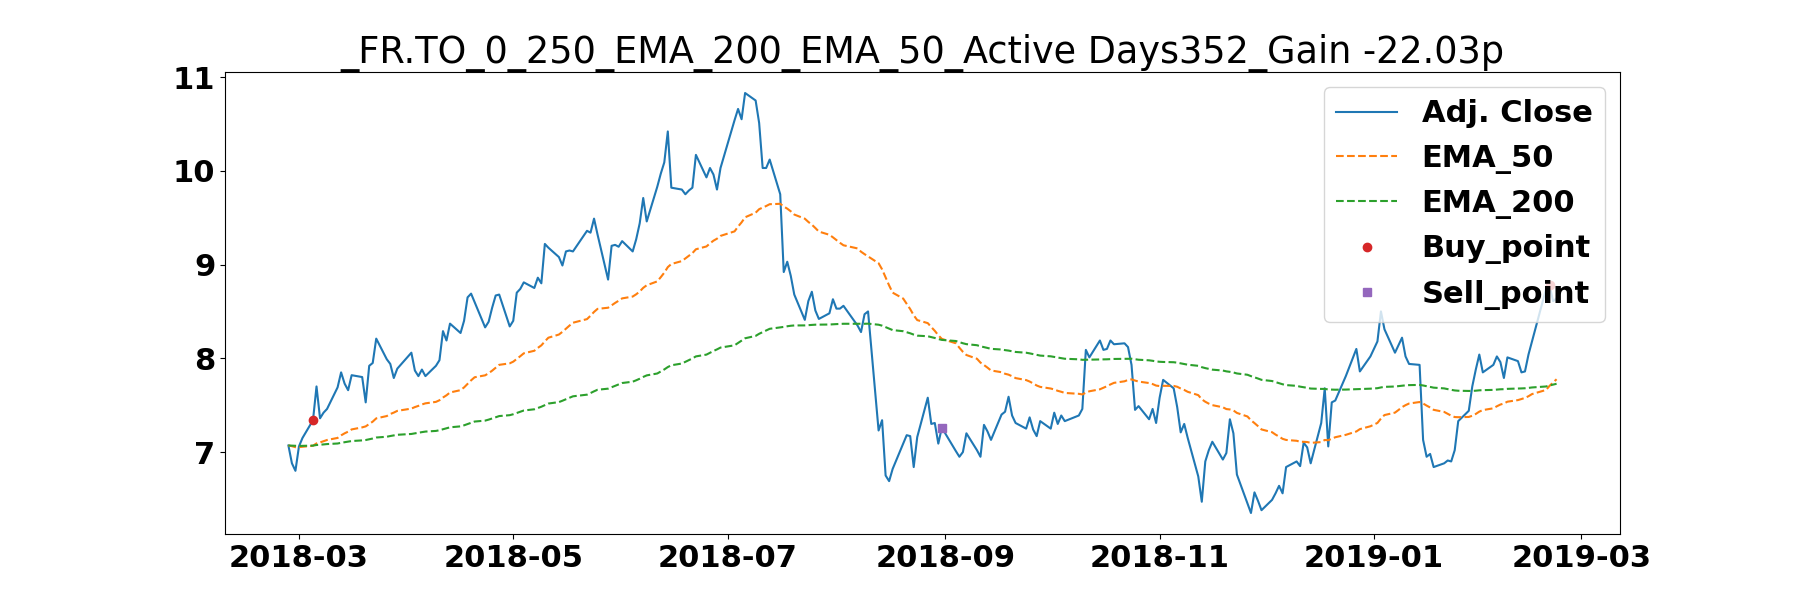 _FR.TO_0_250_EMA_200_EMA_50_Active Days352_Gain -22.03p
11
10
9
8
7
Adj. Close
EMA_50
EMA_200
Buy_point
Sell_point
2018-03 2018-05 2018-07 2018-09 2018-11 2019-01 2019-03